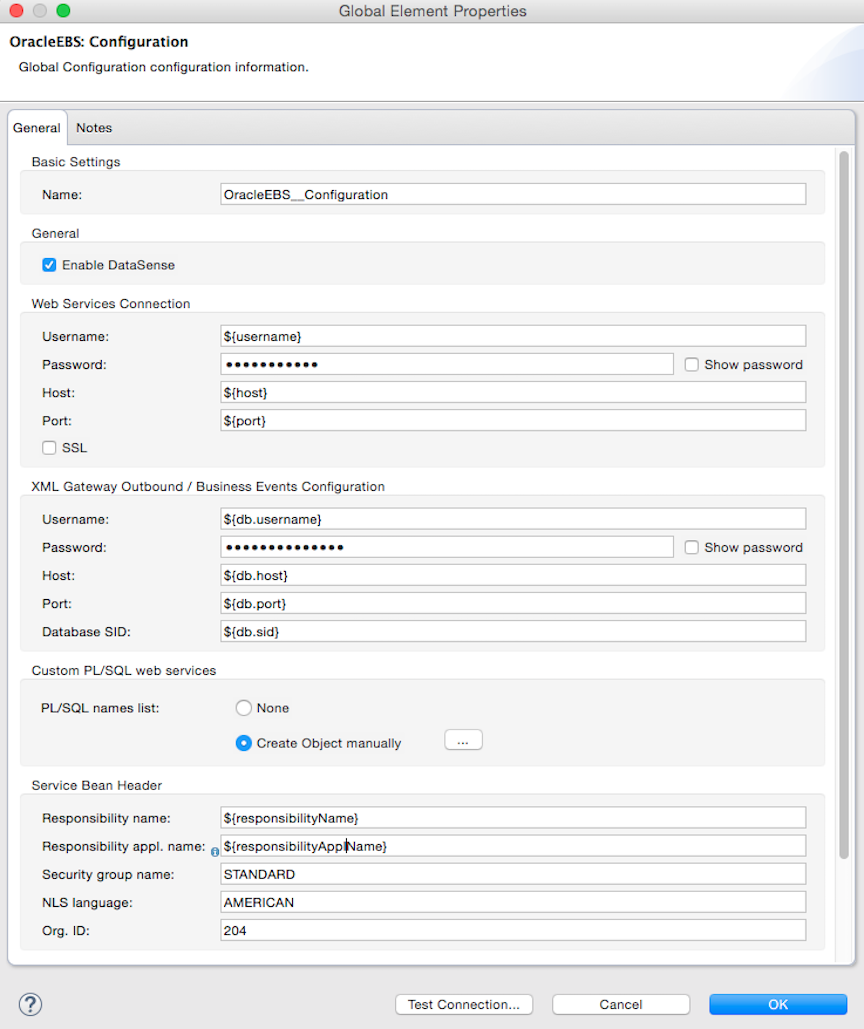 Global Element Properties
OracleEBS: Configuration
Global Configuration configuration information.
General Notes
Basic Settings
Name: OracleEBS__Configuration
General
Enable DataSense
Web Services Connection
Username: ${username}
Password: ●●●●●●●●●●● Show password
Host: ${host}
Port: ${port}
SSL
XML Gateway Outbound / Business Events Configuration
Username: ${db.username}
Password: ●●●●●●●●●●●●●● Show password
Host: ${db.host}
Port: ${db.port}
Database SID: ${db.sid}
Custom PL/SQL web services
PL/SQL names list: None
Create Object manually ...
Service Bean Header
Responsibility name: ${responsibilityName}
Responsibility appl. name: ${responsibilityApplName}
Security group name: STANDARD
NLS language: AMERICAN
Org. ID: 204
? Test Connection... Cancel OK